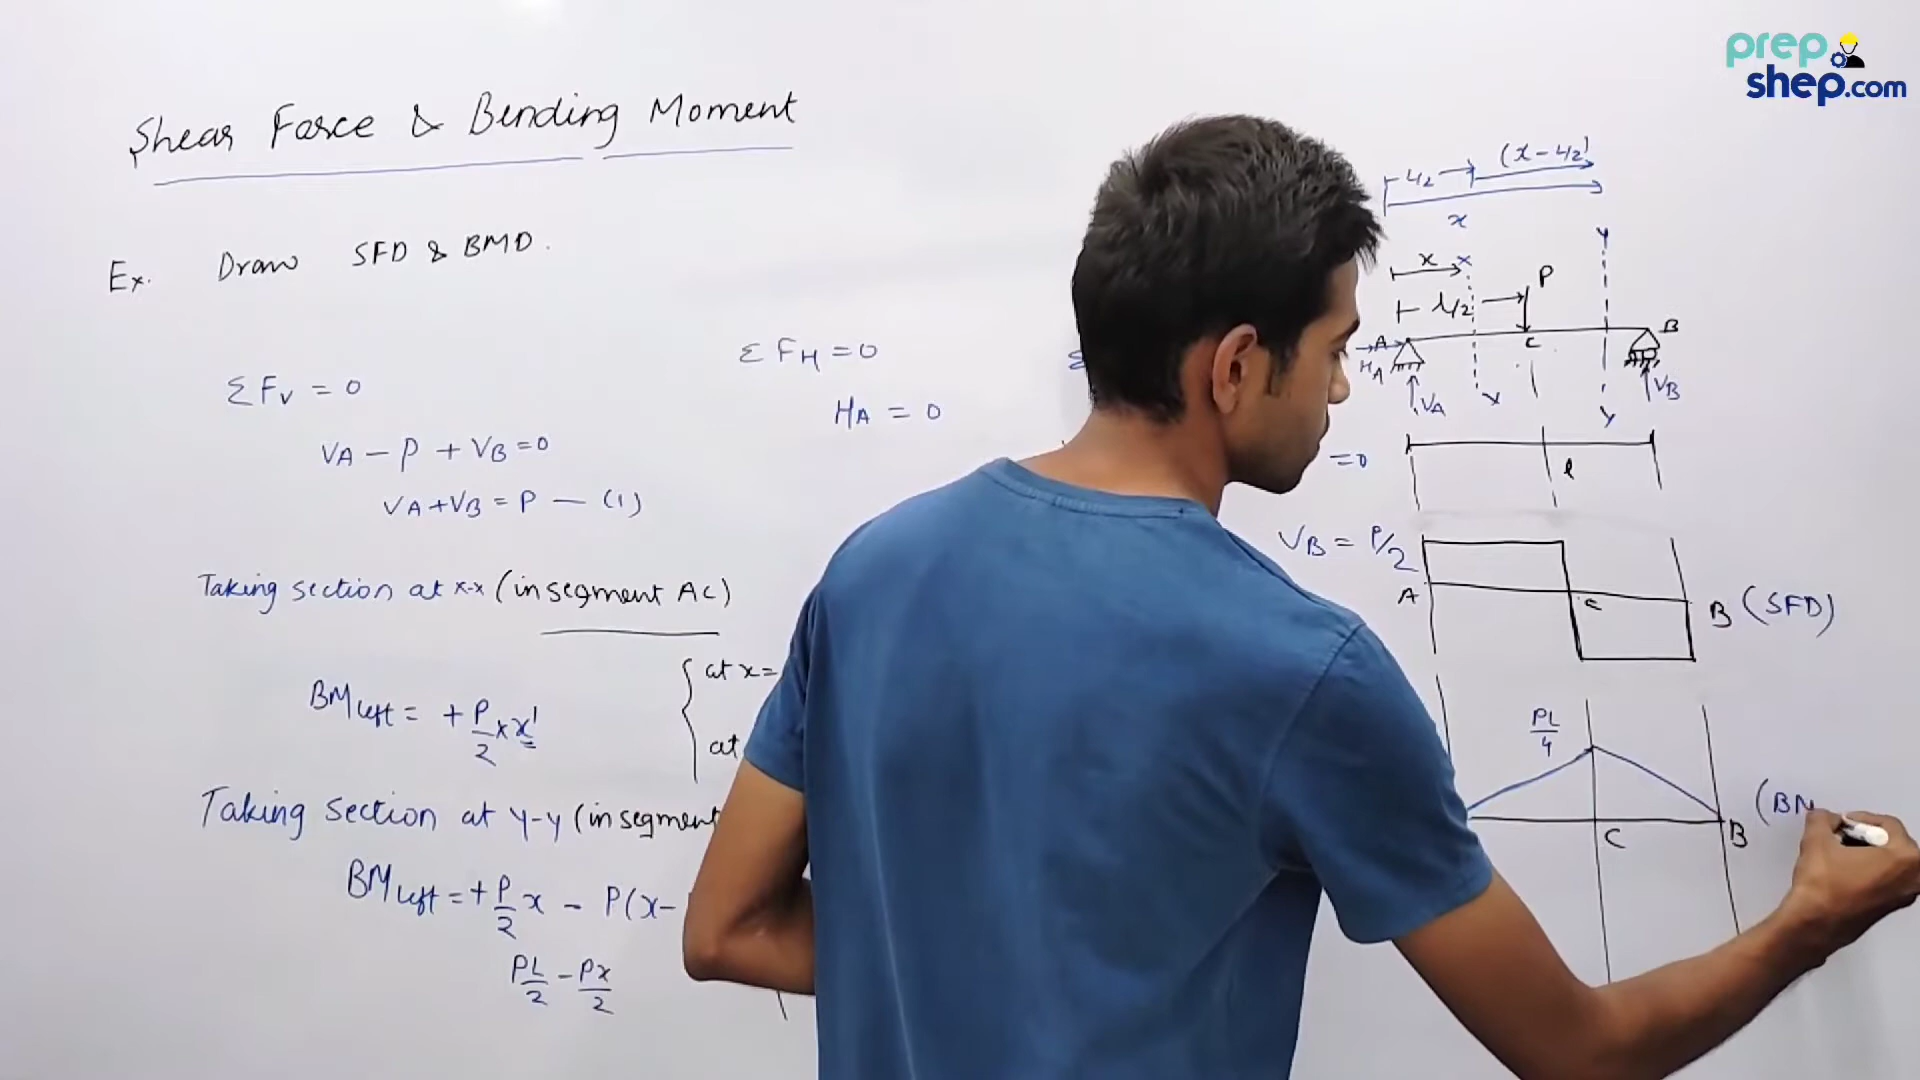 prep
shep.com
Shear Force & Bending Moment
Ex. Draw SFD & BMD.
ΣFV = 0
VA - P + VB = 0
VA + VB = P — (1)
ΣFH = 0
HA = 0
Σ
= 0
VB = P/2
Taking section at x-x (in segment AC)
BMleft = + P/2 × x'
{ at x =
at
Taking section at y-y (in segment
BMleft = + P/2 x - P(x-
PL/2 - Px/2
L/2 (x - L/2)
x
x x
l/2 P
y
A C B
HA
VA x VB
y
l
A C B (SFD)
PL/4
C B (BM